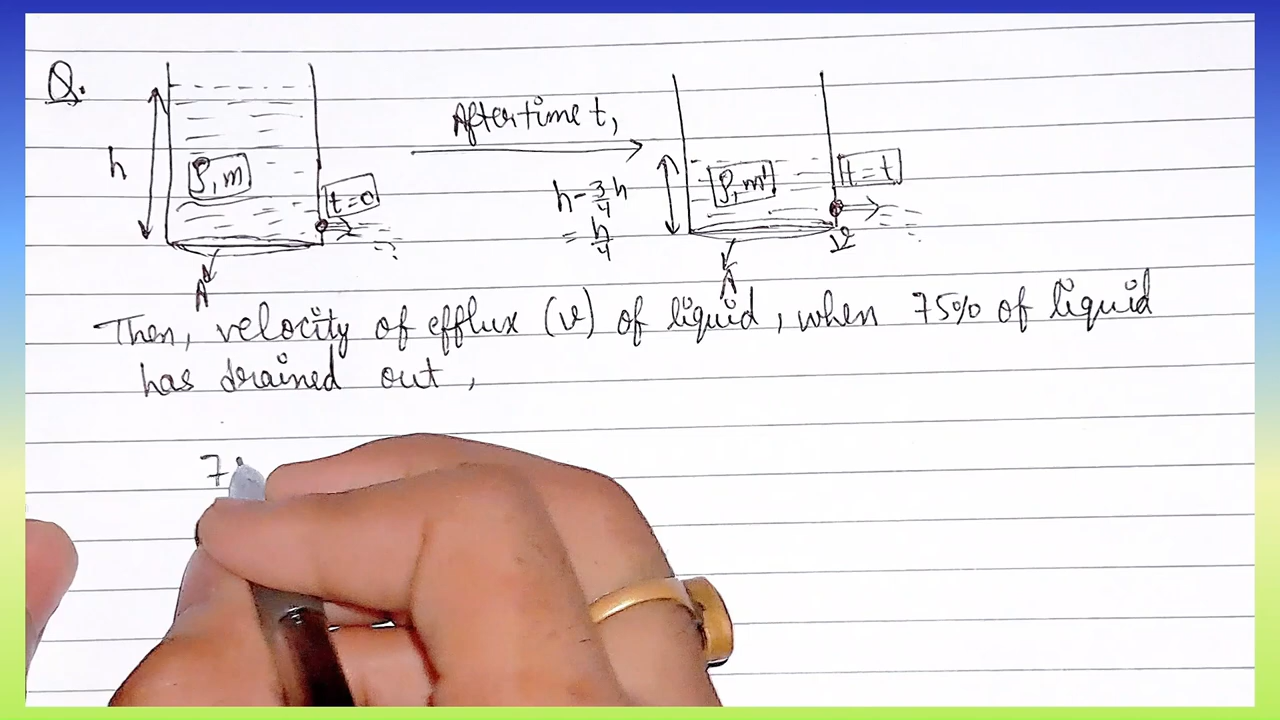 Q.
After time t,
h
ρ, m
t=0
h - 3/4 h
= h/4
ρ, m'
t = t
v
A
A
Then, velocity of efflux (v) of liquid, when 75% of liquid
has drained out,
7